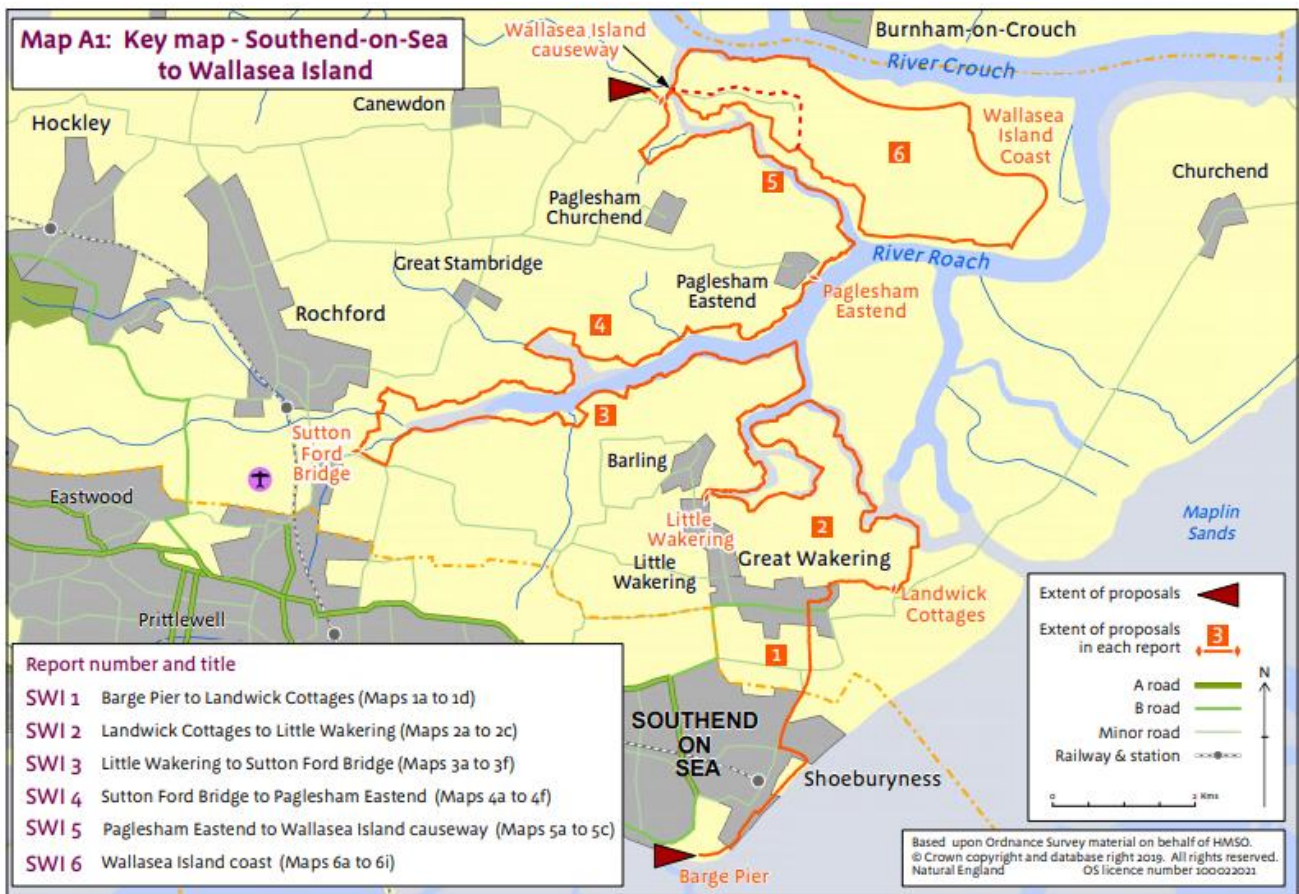 Map A1: Key map - Southend-on-Sea
to Wallasea Island
Wallasea Island
causeway
Burnham-on-Crouch
River Crouch
Canewdon
Hockley
Wallasea
Island
Coast
6
Churchend
5
Paglesham
Churchend
River Roach
Great Stambridge
Paglesham
Eastend
Paglesham
Eastend
Rochford
4
3
Sutton
Ford
Bridge
Barling
Eastwood
Little
Wakering
2
Maplin
Sands
Great Wakering
Little
Wakering
Landwick
Cottages
Prittlewell
1
SOUTHEND
ON
SEA
Shoeburyness
Barge Pier
Report number and title
SWI 1 Barge Pier to Landwick Cottages (Maps 1a to 1d)
SWI 2 Landwick Cottages to Little Wakering (Maps 2a to 2c)
SWI 3 Little Wakering to Sutton Ford Bridge (Maps 3a to 3f)
SWI 4 Sutton Ford Bridge to Paglesham Eastend (Maps 4a to 4f)
SWI 5 Paglesham Eastend to Wallasea Island causeway (Maps 5a to 5c)
SWI 6 Wallasea Island coast (Maps 6a to 6i)
Extent of proposals
Extent of proposals
in each report
3
N
A road
B road
Minor road
Railway & station
0 2 Kms
Based upon Ordnance Survey material on behalf of HMSO.
© Crown copyright and database right 2019. All rights reserved.
Natural England OS licence number 100022021